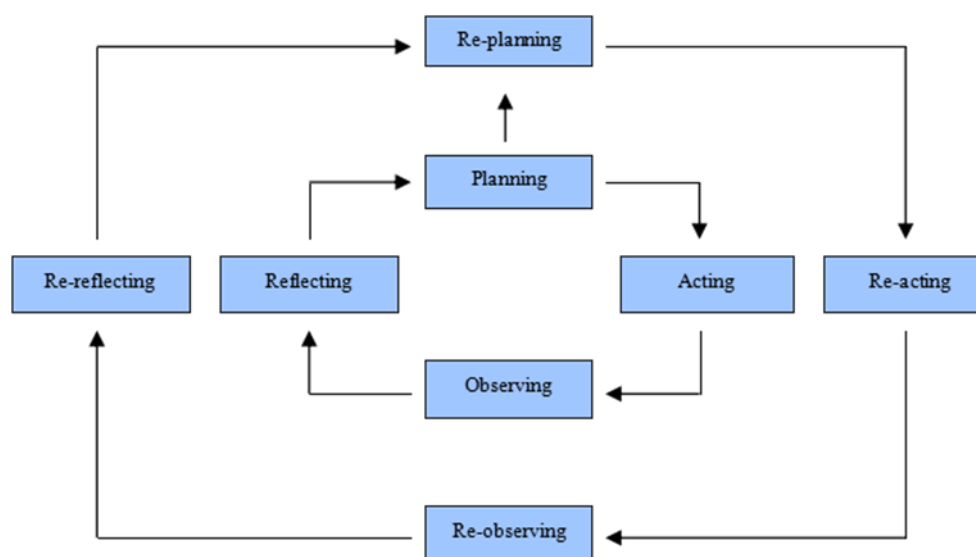 Re-planning
Planning
Re-reflecting
Reflecting
Acting
Re-acting
Observing
Re-observing